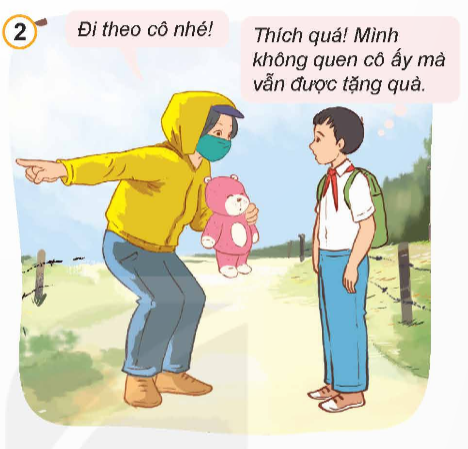 2
Đi theo cô nhé!
Thích quá! Mình
không quen cô ấy mà
vẫn được tặng quà.